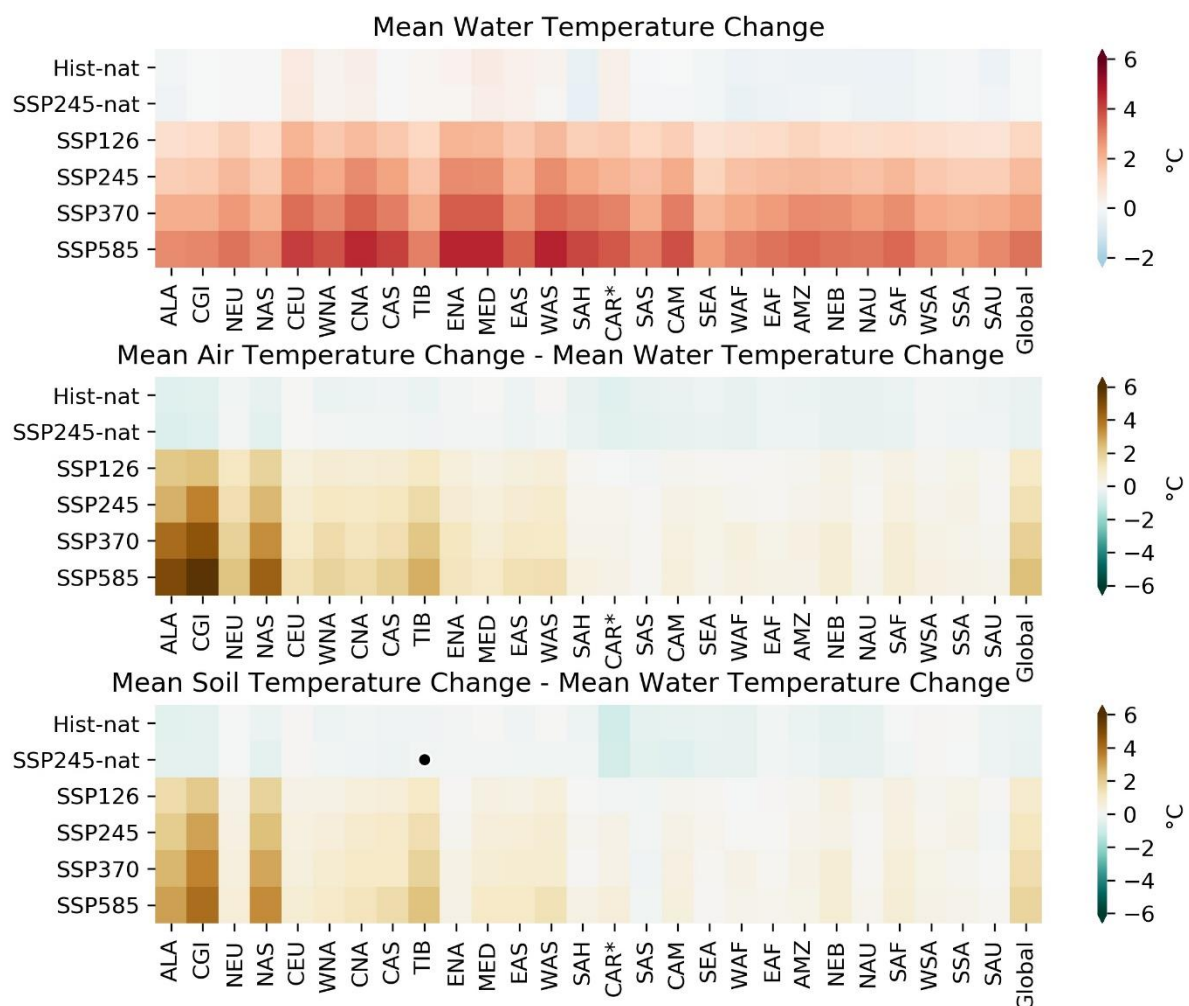 Mean Water Temperature Change
Hist-nat
SSP245-nat
SSP126
SSP245
SSP370
SSP585
6
4
2
0
−2
°C
ALA CGI NEU NAS CEU WNA CNA CAS TIB ENA MED EAS WAS SAH CAR* SAS CAM SEA WAF EAF AMZ NEB NAU SAF WSA SSA SAU Global
Mean Air Temperature Change - Mean Water Temperature Change
Hist-nat
SSP245-nat
SSP126
SSP245
SSP370
SSP585
6
4
2
0
−2
−4
−6
°C
ALA CGI NEU NAS CEU WNA CNA CAS TIB ENA MED EAS WAS SAH CAR* SAS CAM SEA WAF EAF AMZ NEB NAU SAF WSA SSA SAU Global
Mean Soil Temperature Change - Mean Water Temperature Change
Hist-nat
SSP245-nat
SSP126
SSP245
SSP370
SSP585
6
4
2
0
−2
−4
−6
°C
ALA CGI NEU NAS CEU WNA CNA CAS TIB ENA MED EAS WAS SAH CAR* SAS CAM SEA WAF EAF AMZ NEB NAU SAF WSA SSA SAU Global